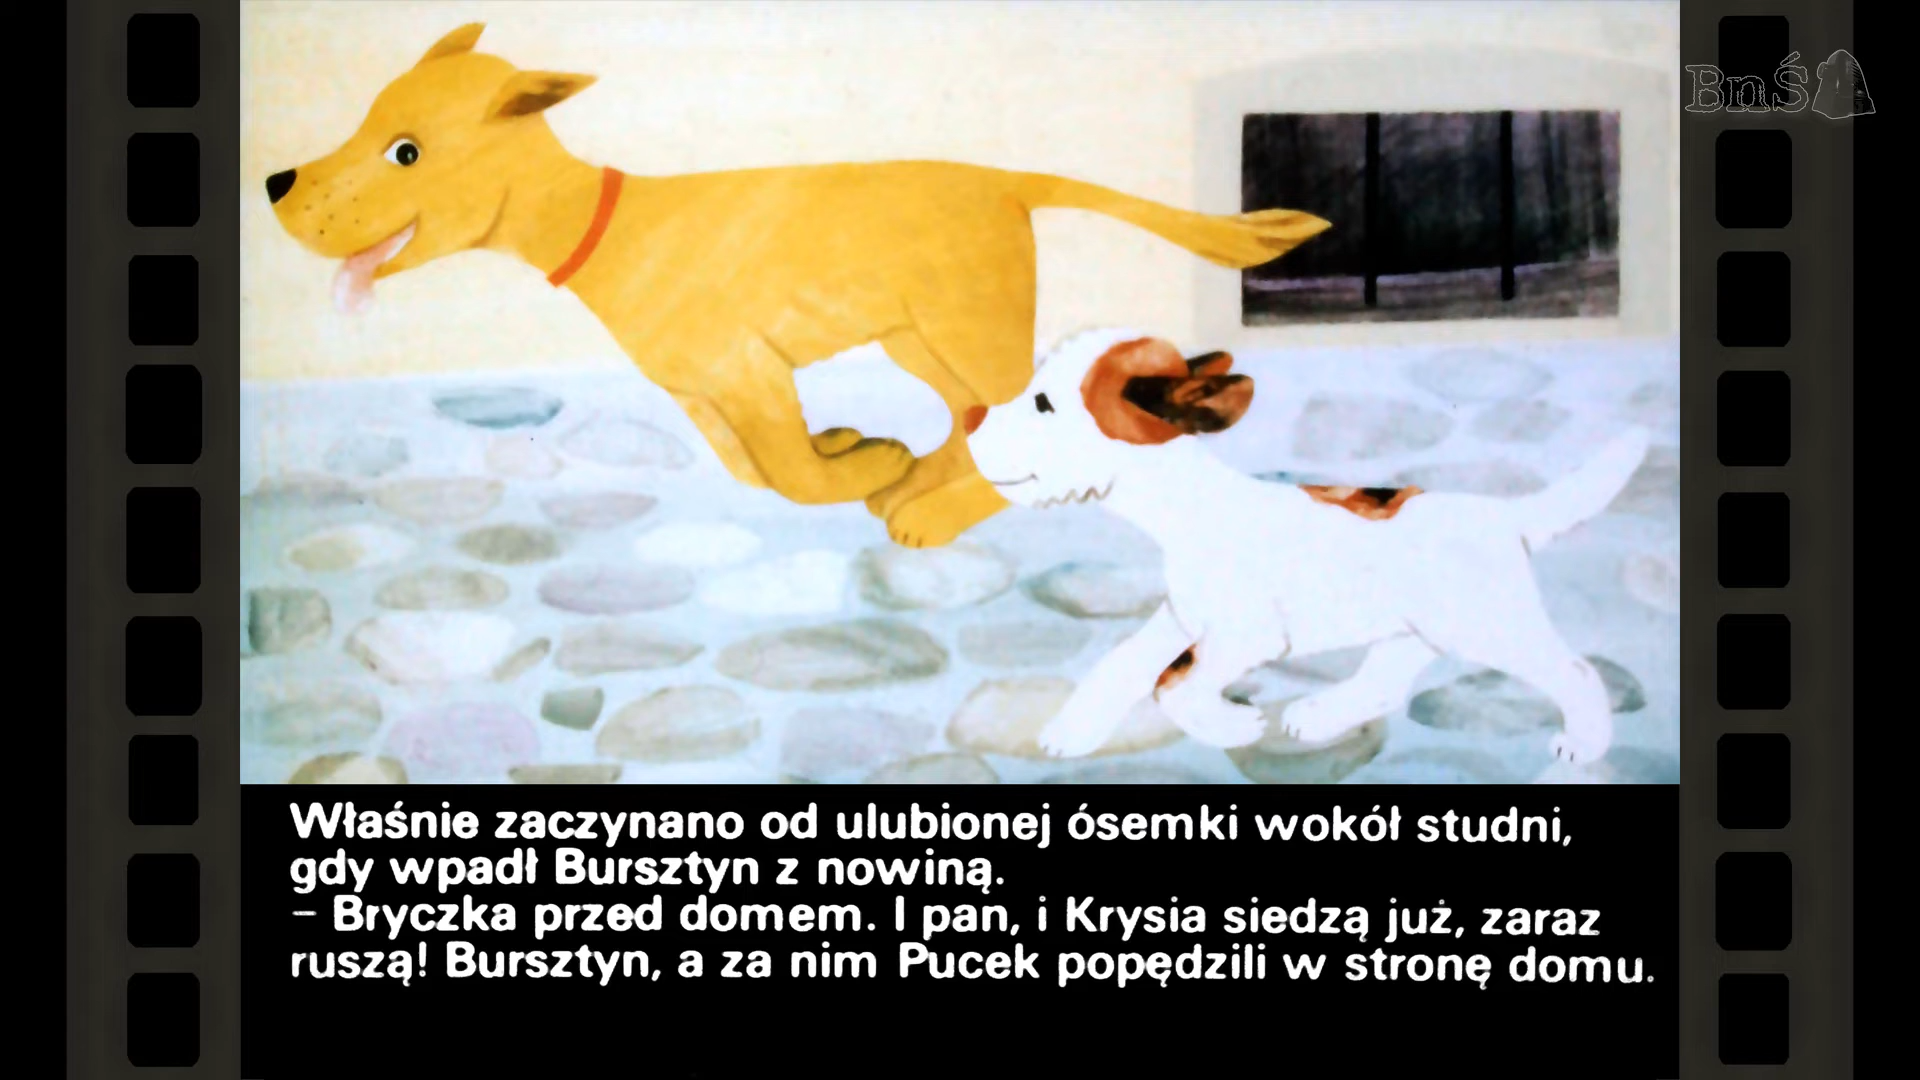 BnŚ
Właśnie zaczynano od ulubionej ósemki wokół studni,
gdy wpadł Bursztyn z nowiną.
– Bryczka przed domem. I pan, i Krysia siedzą już, zaraz
ruszą! Bursztyn, a za nim Pucek popędzili w stronę domu.